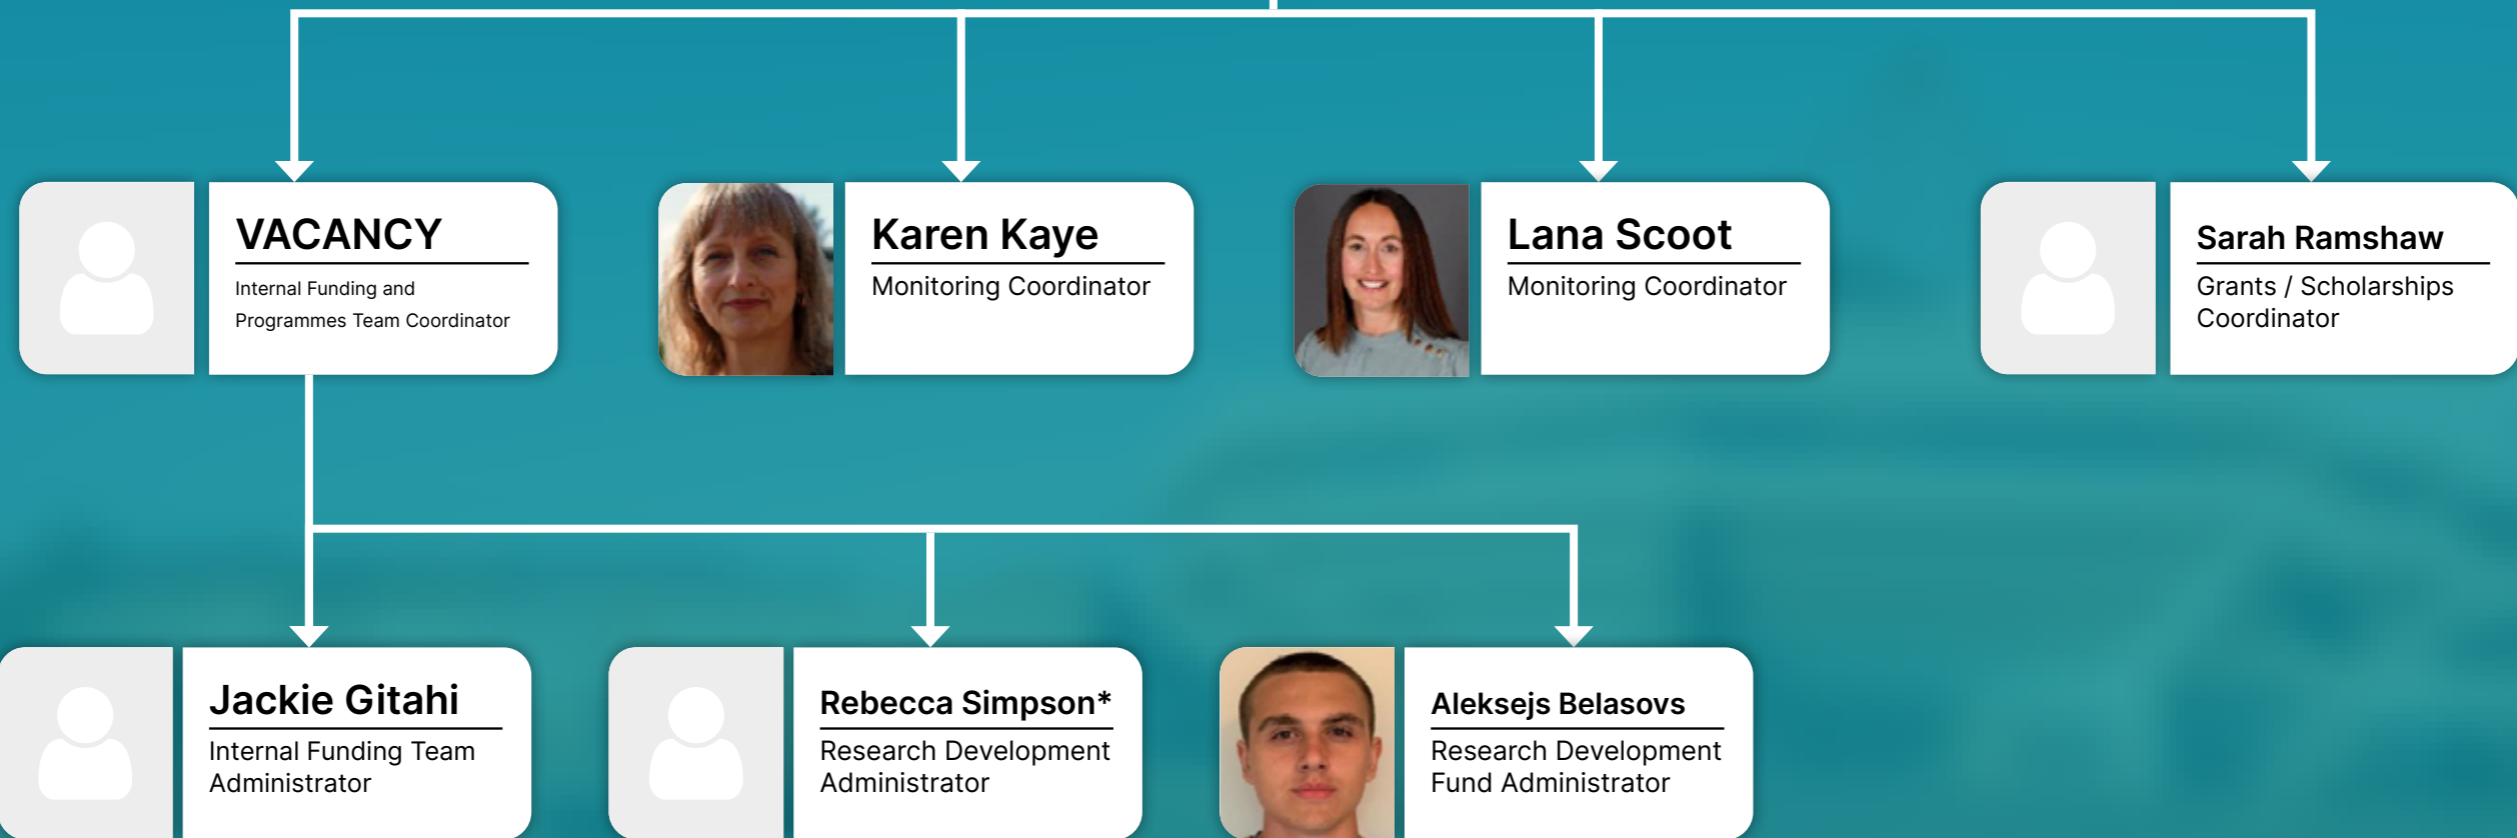 VACANCY
Internal Funding and
Programmes Team Coordinator
Karen Kaye
Monitoring Coordinator
Lana Scoot
Monitoring Coordinator
Sarah Ramshaw
Grants / Scholarships
Coordinator
Jackie Gitahi
Internal Funding Team
Administrator
Rebecca Simpson*
Research Development
Administrator
Aleksejs Belasovs
Research Development
Fund Administrator